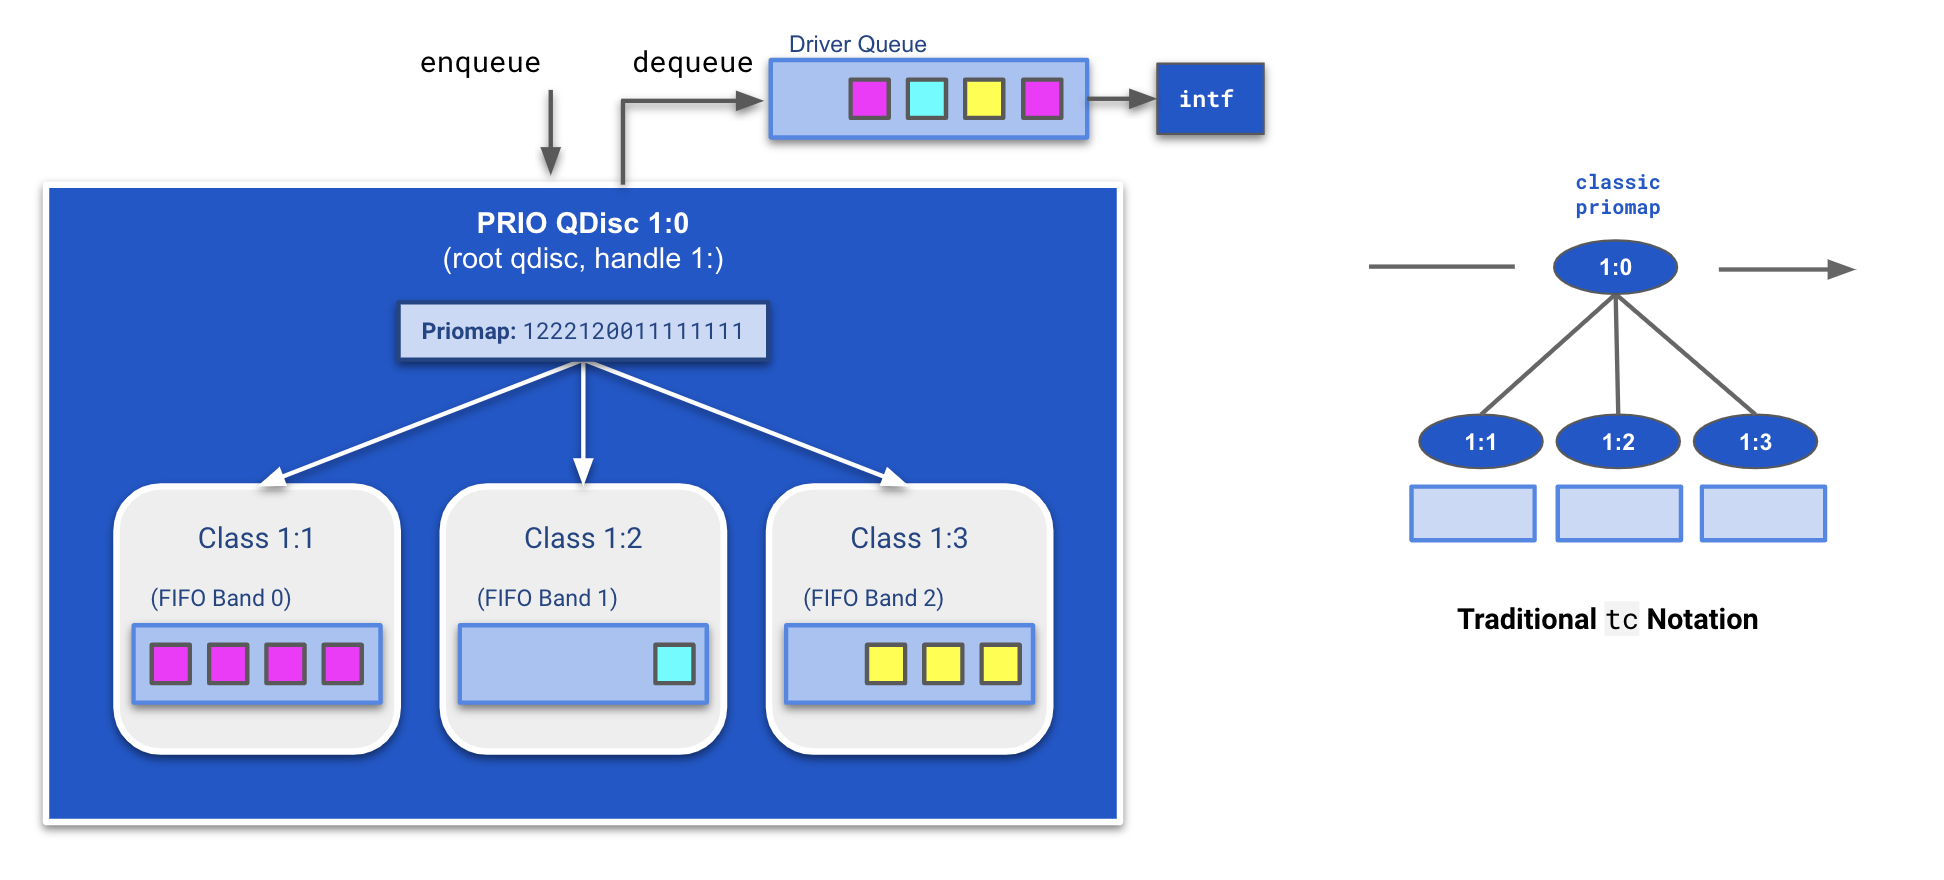 enqueue
dequeue
Driver Queue
intf
PRIO QDisc 1:0
(root qdisc, handle 1:)
Priomap: 1222120011111111
Class 1:1
(FIFO Band 0)
Class 1:2
(FIFO Band 1)
Class 1:3
(FIFO Band 2)
classic
priomap
1:0
1:1
1:2
1:3
Traditional tc Notation